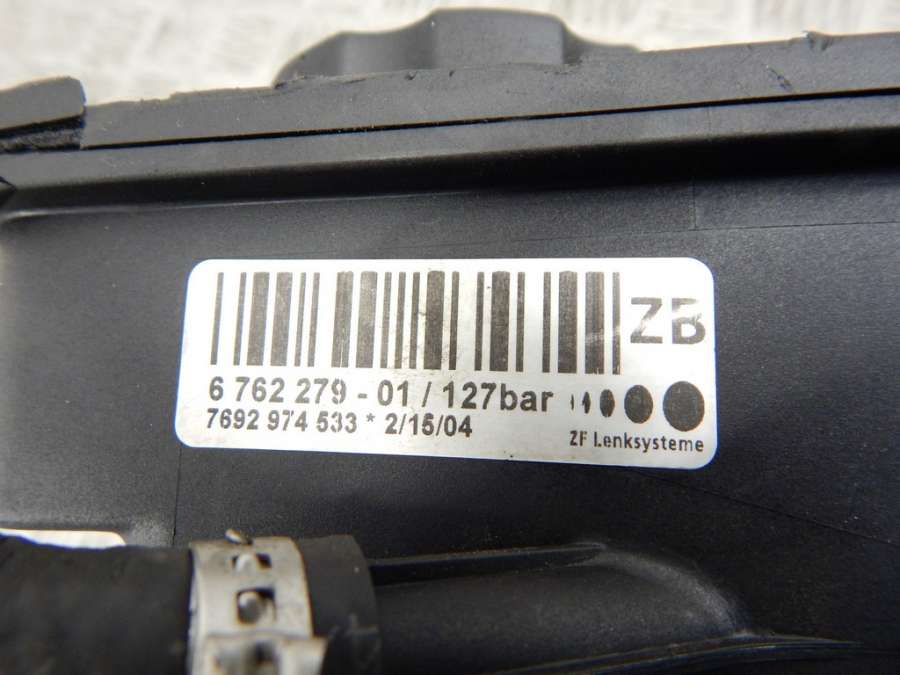 ZB
6 762 279 - 01 / 127bar
7692 974 533 * 2/15/04
ZF Lenksysteme